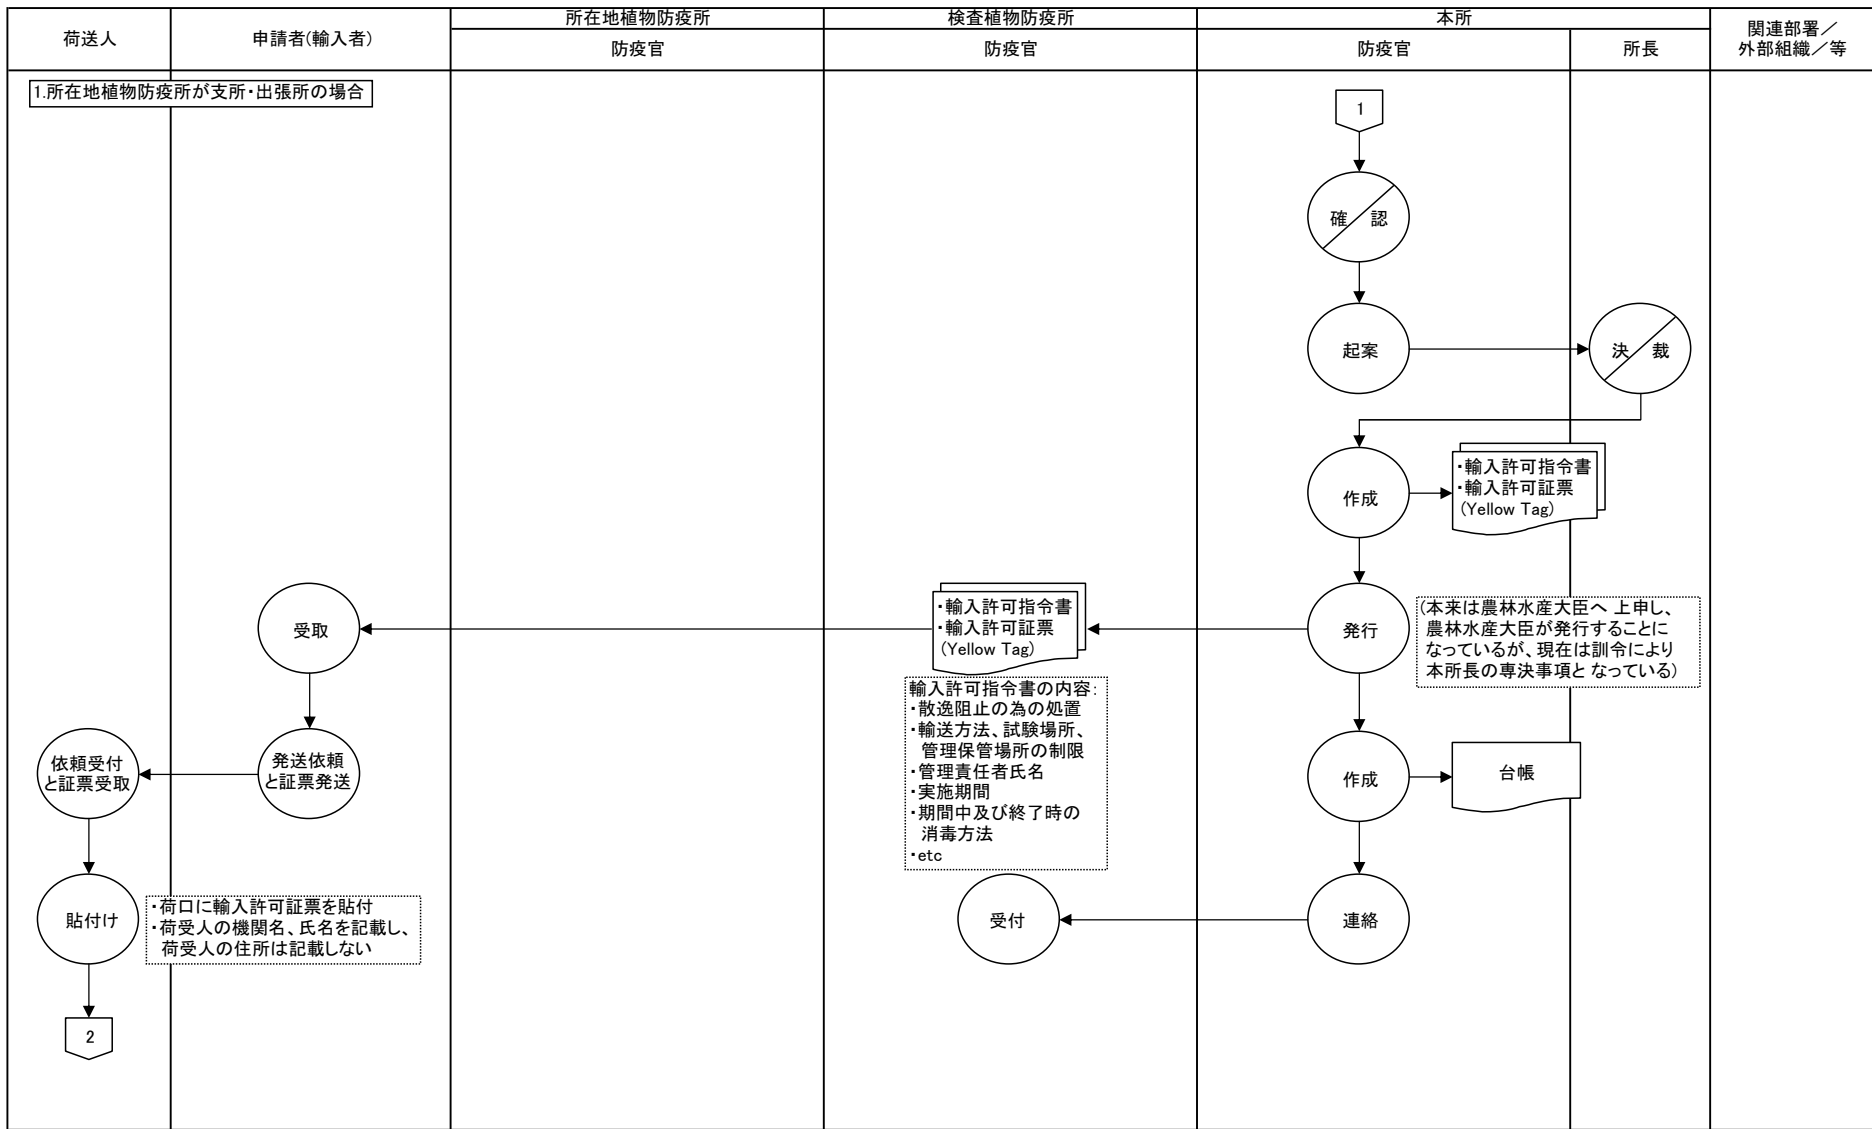 荷送人
申請者(輸入者)
所在地植物防疫所
防疫官
検査植物防疫所
防疫官
本所
防疫官
所長
関連部署／
外部組織／等
1.所在地植物防疫所が支所・出張所の場合
1
確認
起案
決裁
作成
・輸入許可指令書
・輸入許可証票
(Yellow Tag)
受取
・輸入許可指令書
・輸入許可証票
(Yellow Tag)
発行
(本来は農林水産大臣へ 上申し、
農林水産大臣が発行することに
なっているが、現在は訓令により
本所長の専決事項と なっている)
輸入許可指令書の内容:
・散逸阻止の為の処置
・輸送方法、試験場所、
管理保管場所の制限
・管理責任者氏名
・実施期間
・期間中及び終了時の
消毒方法
・etc
依頼受付
と証票受取
発送依頼
と証票発送
作成
台帳
貼付け
・荷口に輸入許可証票を貼付
・荷受人の機関名、氏名を記載し、
荷受人の住所は記載しない
受付
連絡
2